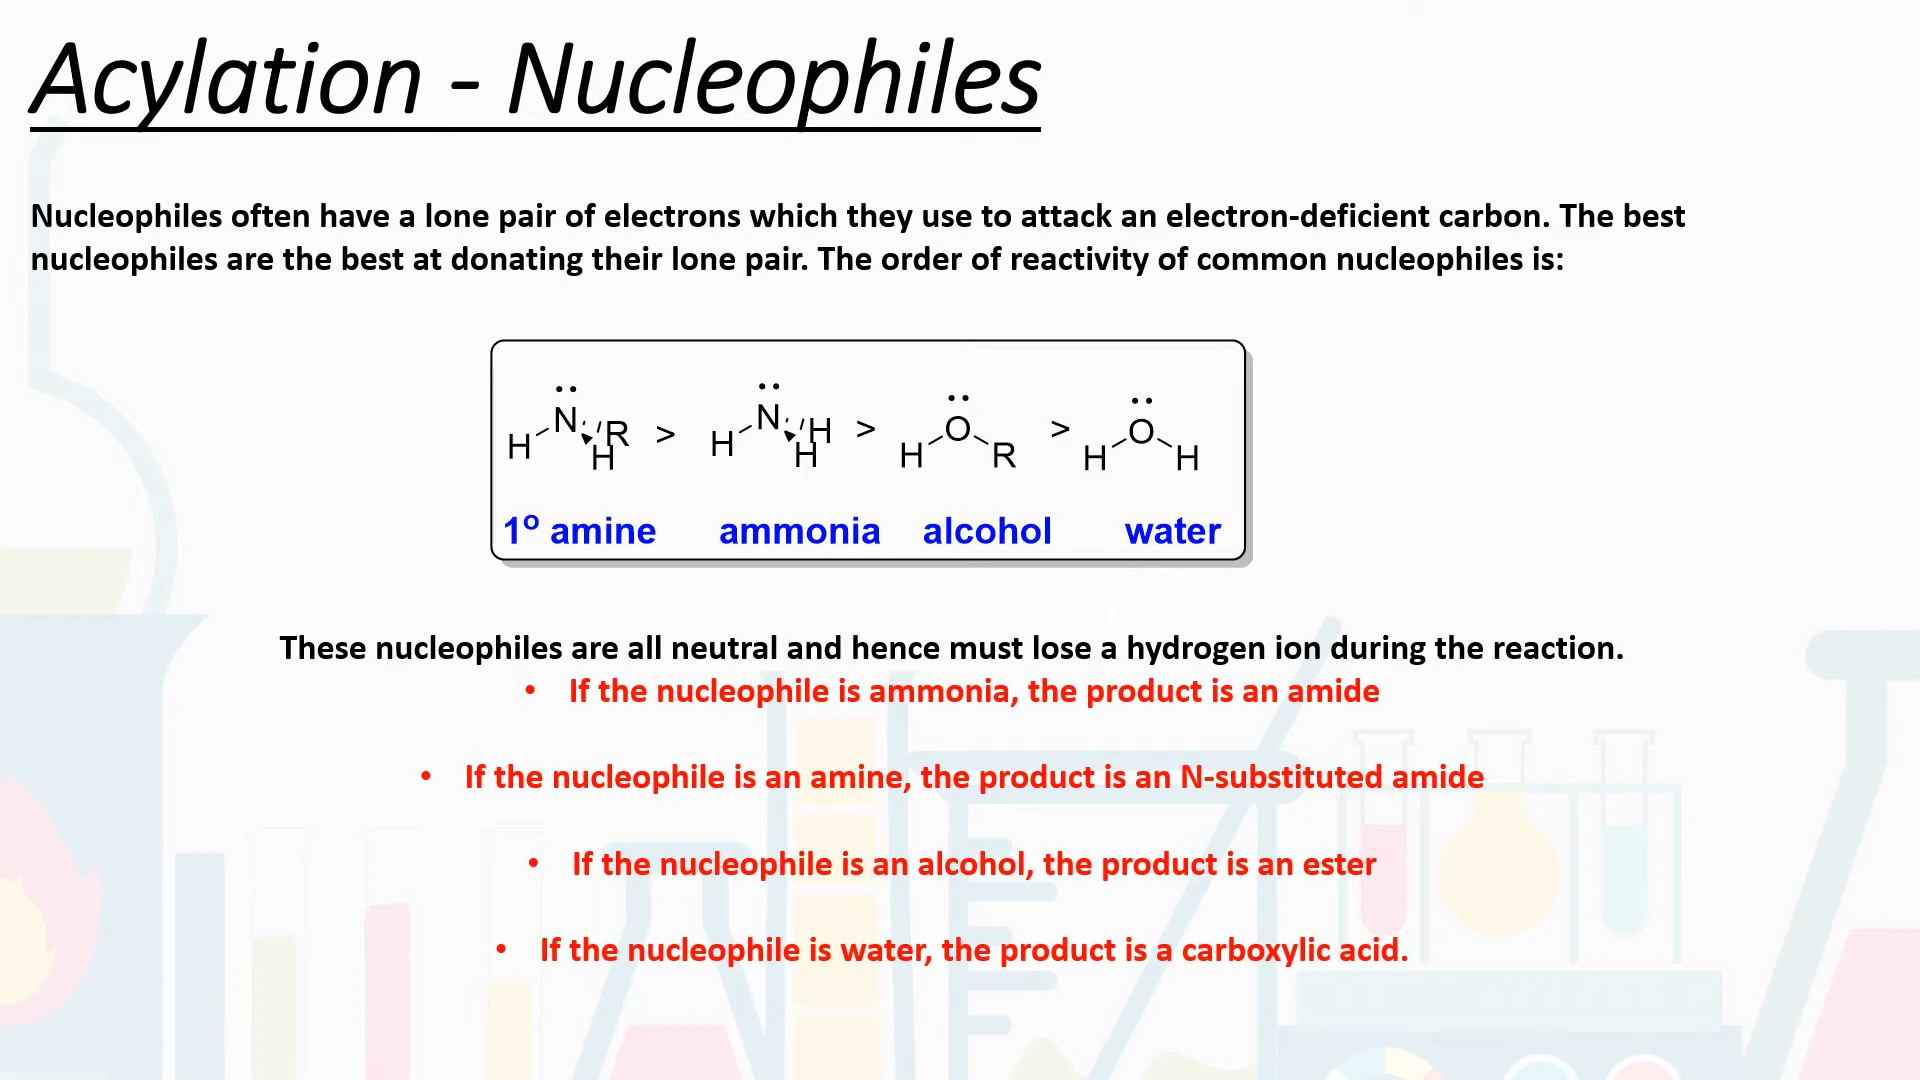 Acylation - Nucleophiles
Nucleophiles often have a lone pair of electrons which they use to attack an electron-deficient carbon. The best
nucleophiles are the best at donating their lone pair. The order of reactivity of common nucleophiles is:
H N R H > H N H H > H O R > H O H
1º amine ammonia alcohol water
These nucleophiles are all neutral and hence must lose a hydrogen ion during the reaction.
• If the nucleophile is ammonia, the product is an amide
• If the nucleophile is an amine, the product is an N-substituted amide
• If the nucleophile is an alcohol, the product is an ester
• If the nucleophile is water, the product is a carboxylic acid.